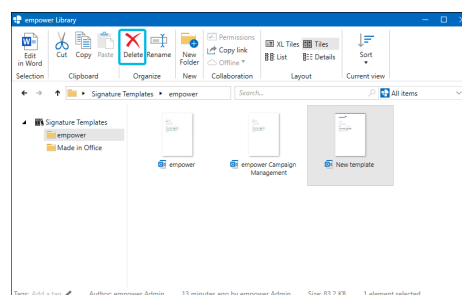 empower Library
Edit in Word
Cut
Copy
Paste
Delete
Rename
New Folder
Permissions
Copy link
Offline
XL Tiles
Tiles
List
Details
Sort
Selection
Clipboard
Organize
New
Collaboration
Layout
Current view
Signature Templates
empower
Search...
All items
Signature Templates
empower
Made in Office
empower
empower Campaign
Management
New template
Tags: Add a tag
Author: empower Admin
13 minutes ago by empower Admin
Size: 83.2 KB
1 element selected